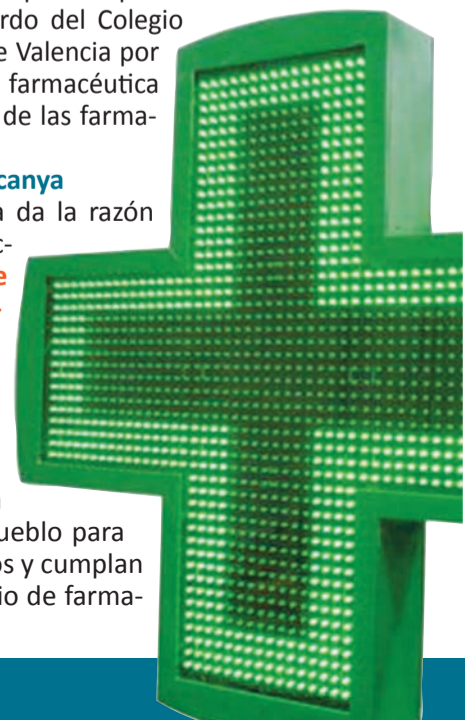 rdo del Colegio
e Valencia por
farmacéutica
de las farma-
canya
a da la razón
c-
e
ueblo para
os y cumplan
io de farma-